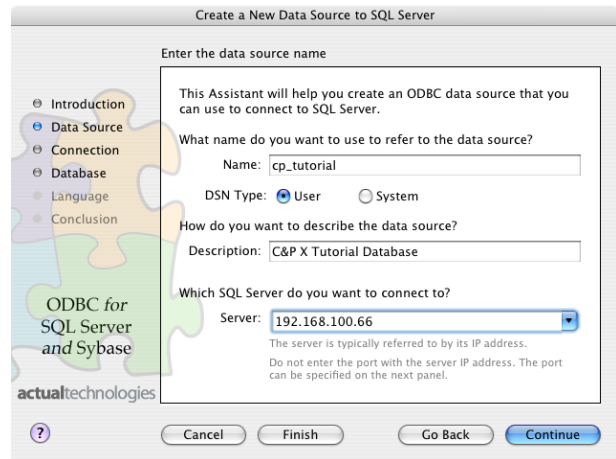 Create a New Data Source to SQL Server
Enter the data source name
Introduction
Data Source
Connection
Database
Language
Conclusion
ODBC for
SQL Server
and Sybase
actualtechnologies
This Assistant will help you create an ODBC data source that you
can use to connect to SQL Server.
What name do you want to use to refer to the data source?
Name: cp_tutorial
DSN Type: User System
How do you want to describe the data source?
Description: C&P X Tutorial Database
Which SQL Server do you want to connect to?
Server: 192.168.100.66
The server is typically referred to by its IP address.
Do not enter the port with the server IP address. The port
can be specified on the next panel.
? Cancel Finish Go Back Continue